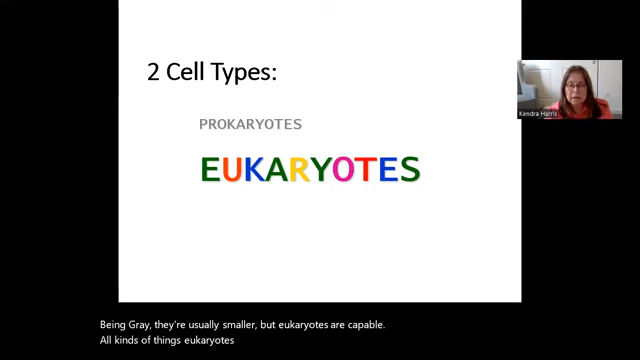 2 Cell Types:
PROKARYOTES
EUKARYOTES
Kendra Harris
Being Gray, they're usually smaller, but eukaryotes are capable.
All kinds of things eukaryotes